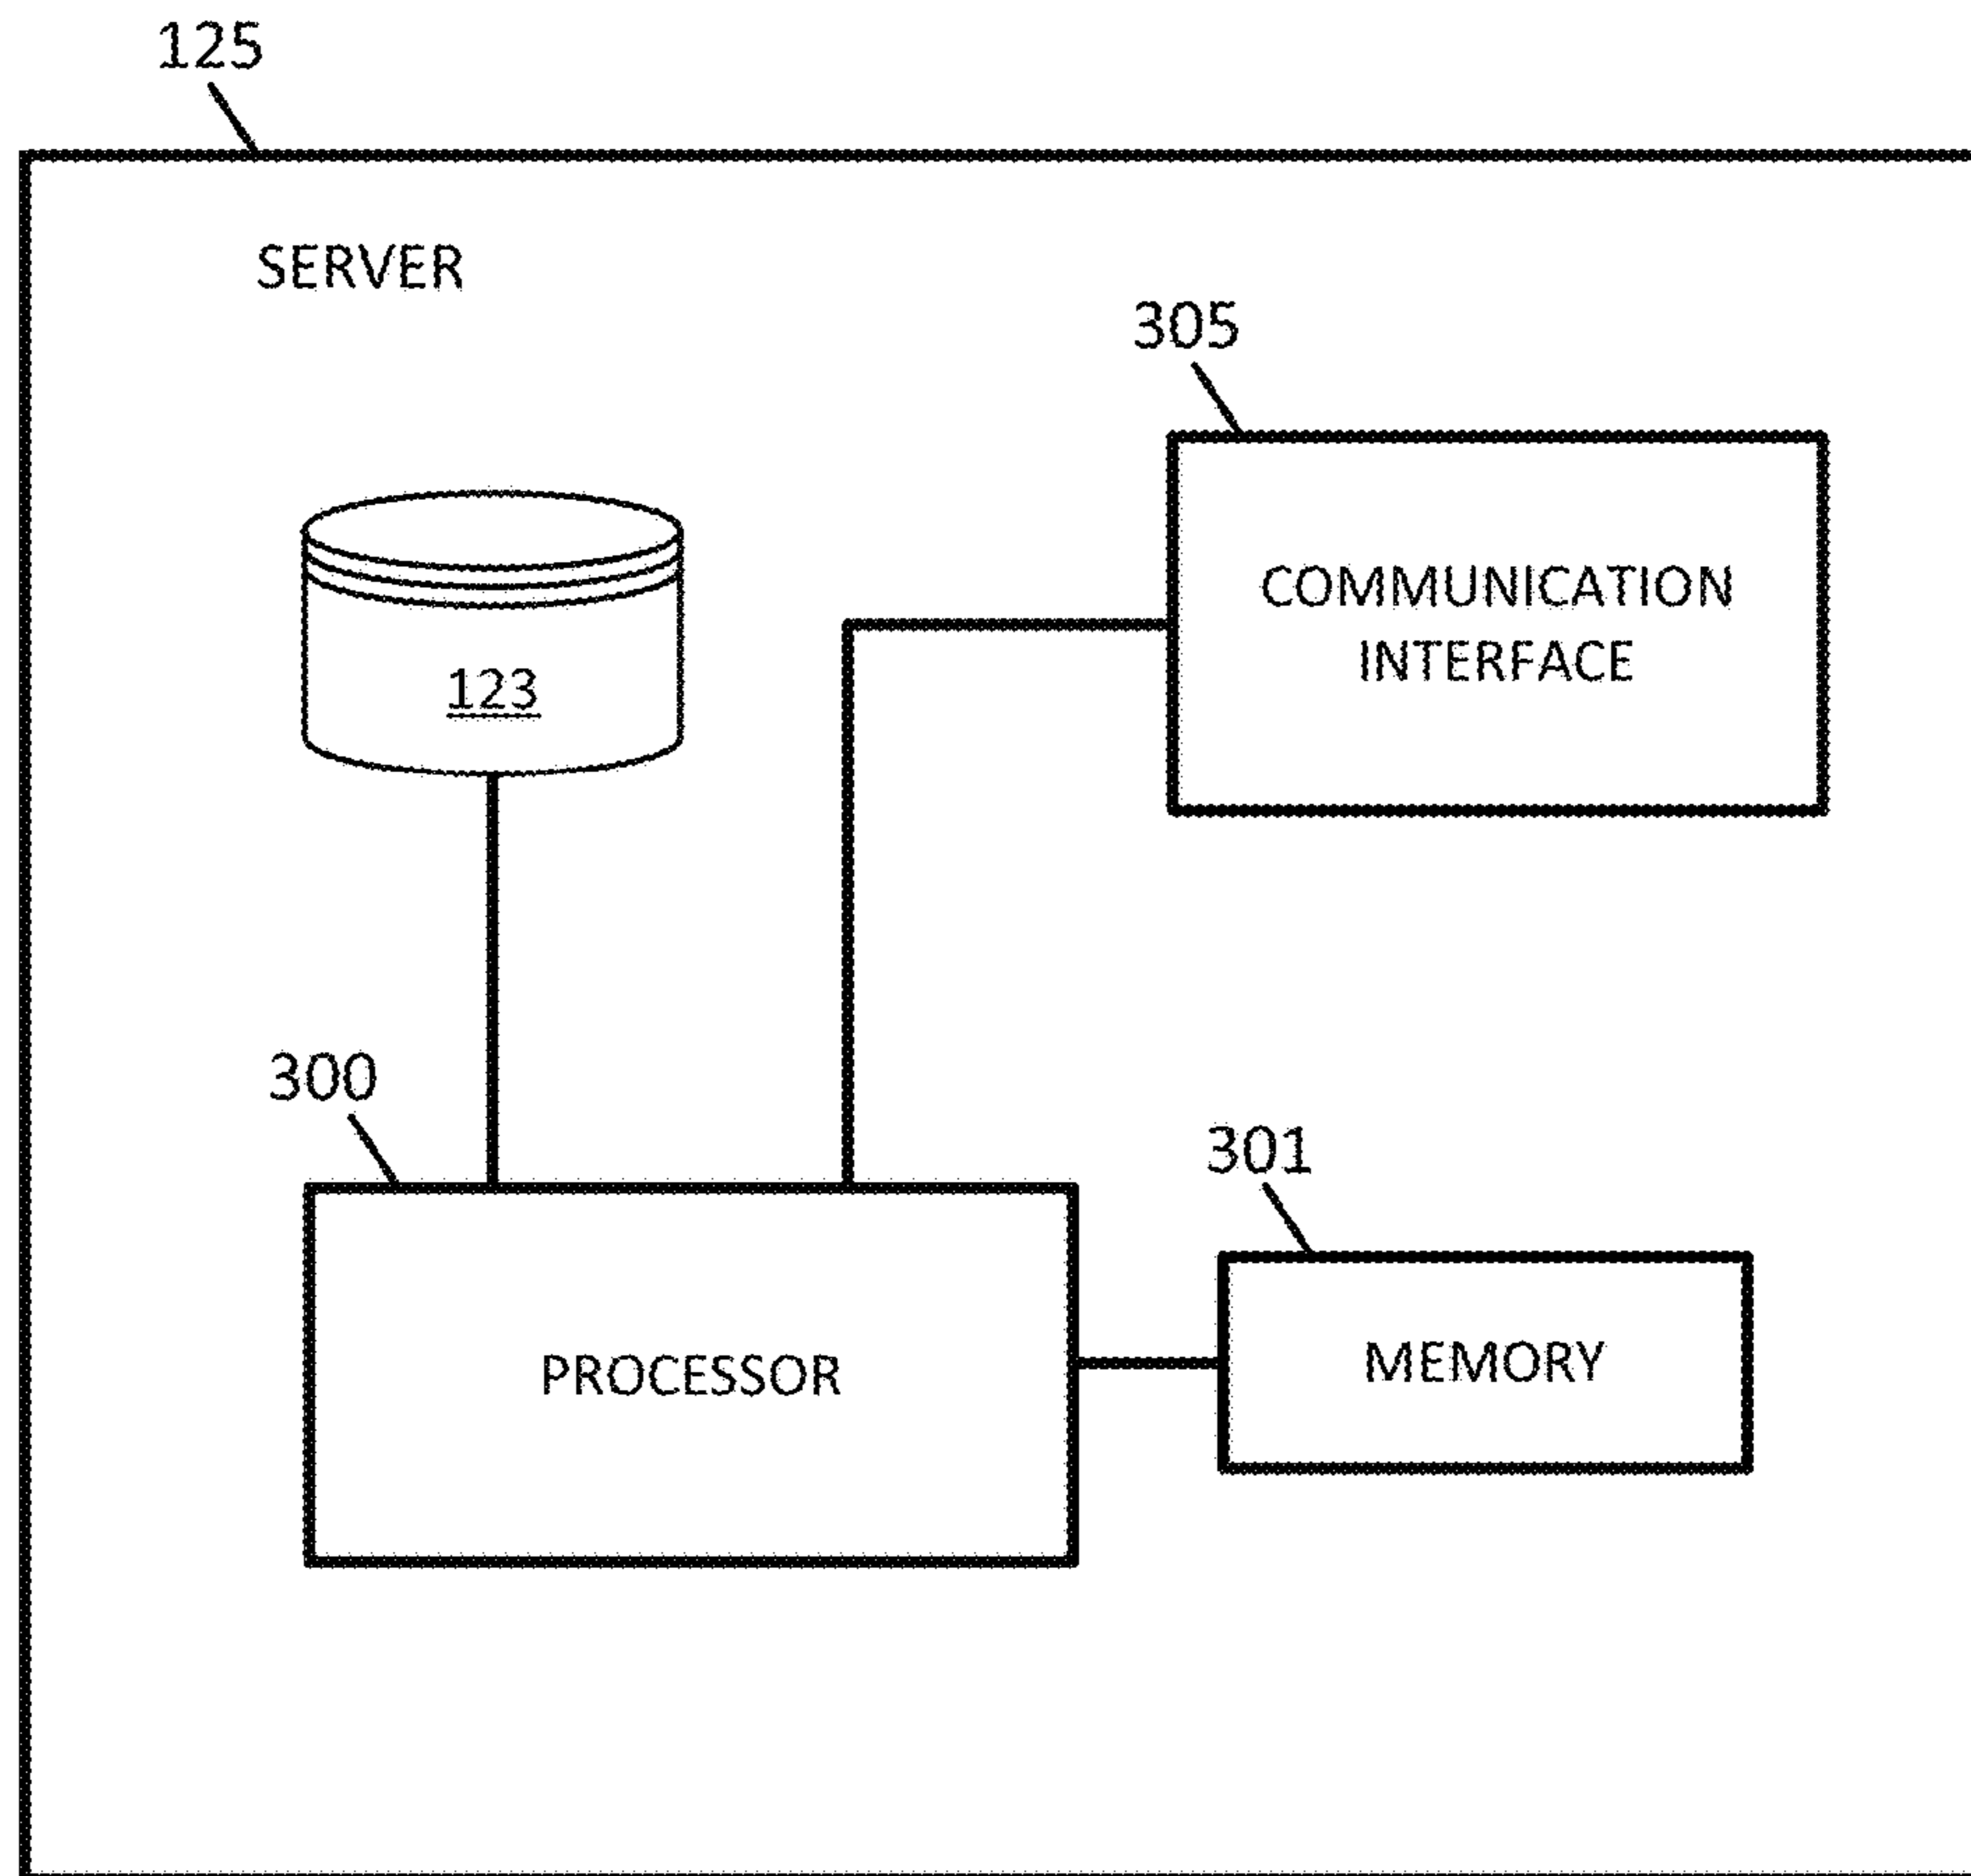 125
SERVER
305
COMMUNICATION
INTERFACE
123
300
301
PROCESSOR
MEMORY